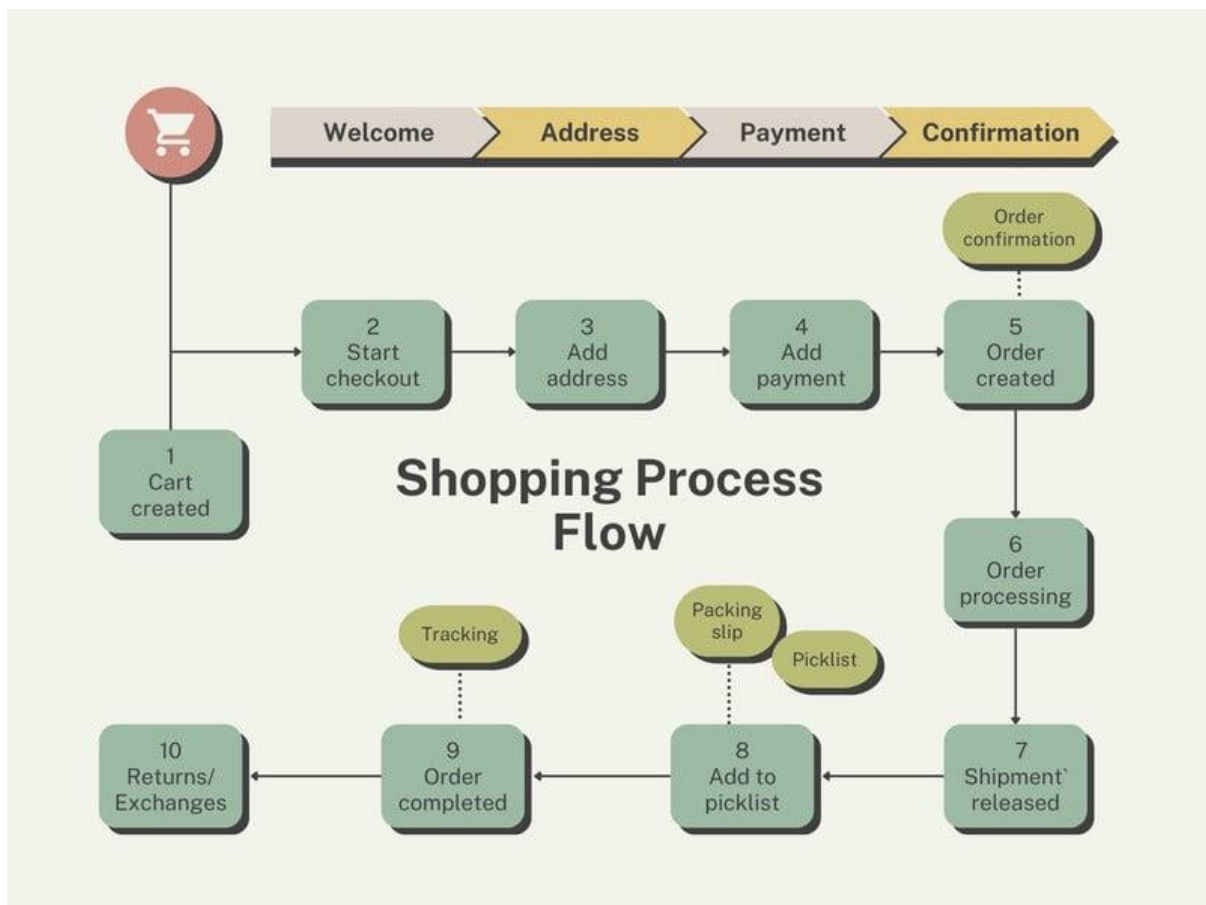 Welcome
Address
Payment
Confirmation
Order
confirmation
2
Start
checkout
3
Add
address
4
Add
payment
5
Order
created
1
Cart
created
Shopping Process
Flow
6
Order
processing
Tracking
Packing
slip
Picklist
10
Returns/
Exchanges
9
Order
completed
8
Add to
picklist
7
Shipment`
released